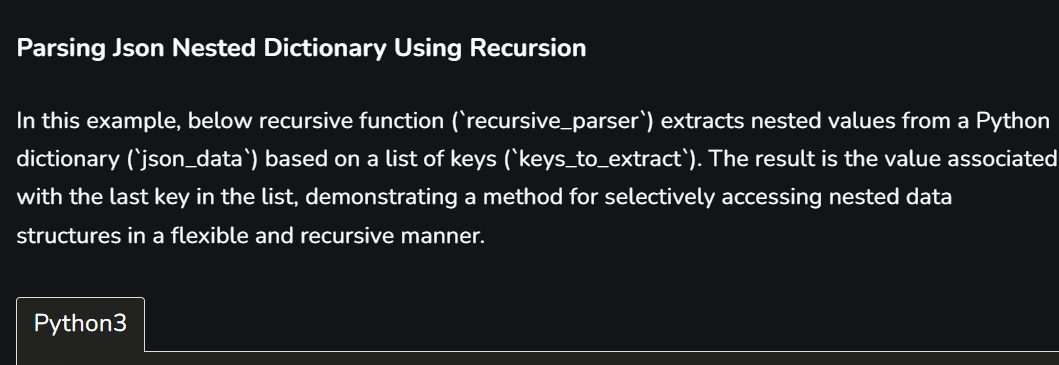 Parsing Json Nested Dictionary Using Recursion
In this example, below recursive function (`recursive_parser`) extracts nested values from a Python
dictionary (`json_data`) based on a list of keys (`keys_to_extract`). The result is the value associated
with the last key in the list, demonstrating a method for selectively accessing nested data
structures in a flexible and recursive manner.
Python3